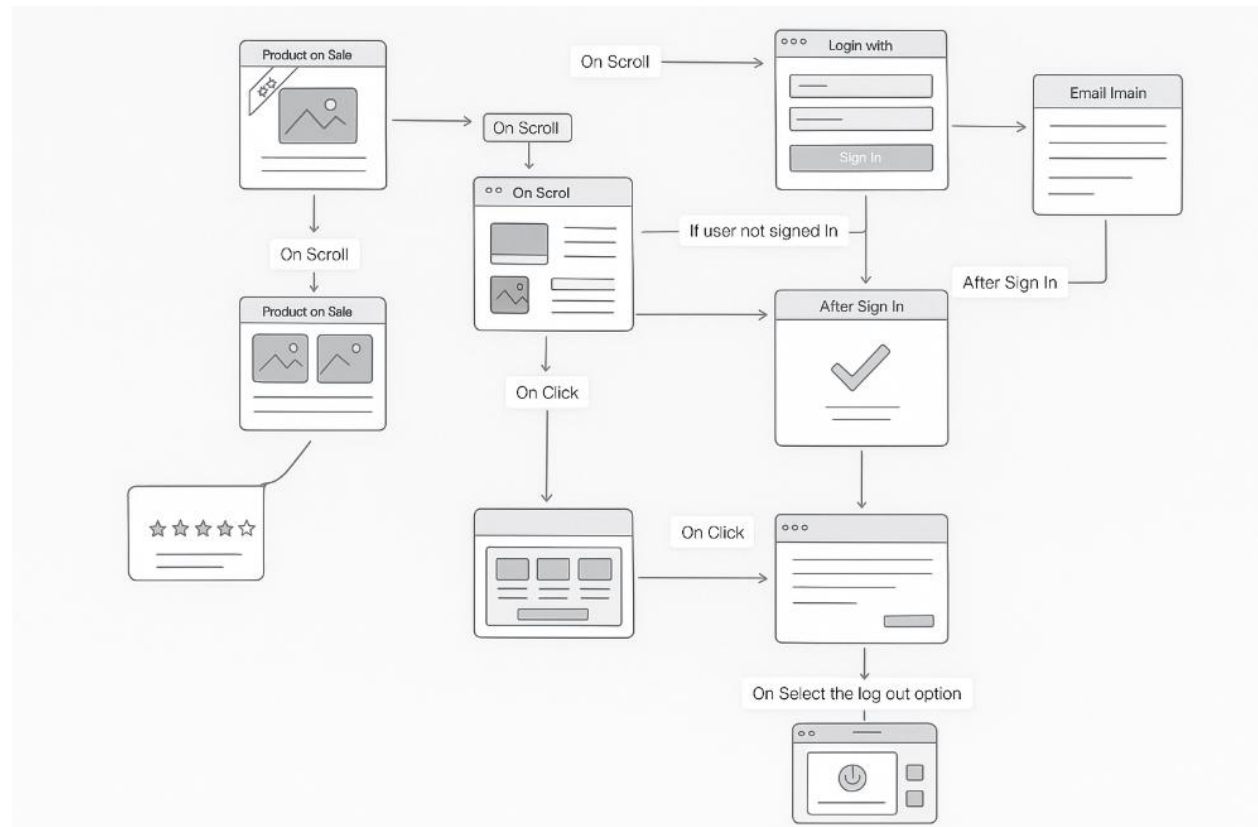 Product on Sale
On Scroll
Login with
Email Imain
On Scroll
Sign In
On Scrol
If user not signed In
On Scroll
After Sign In
Product on Sale
After Sign In
On Click
On Click
On Select the log out option